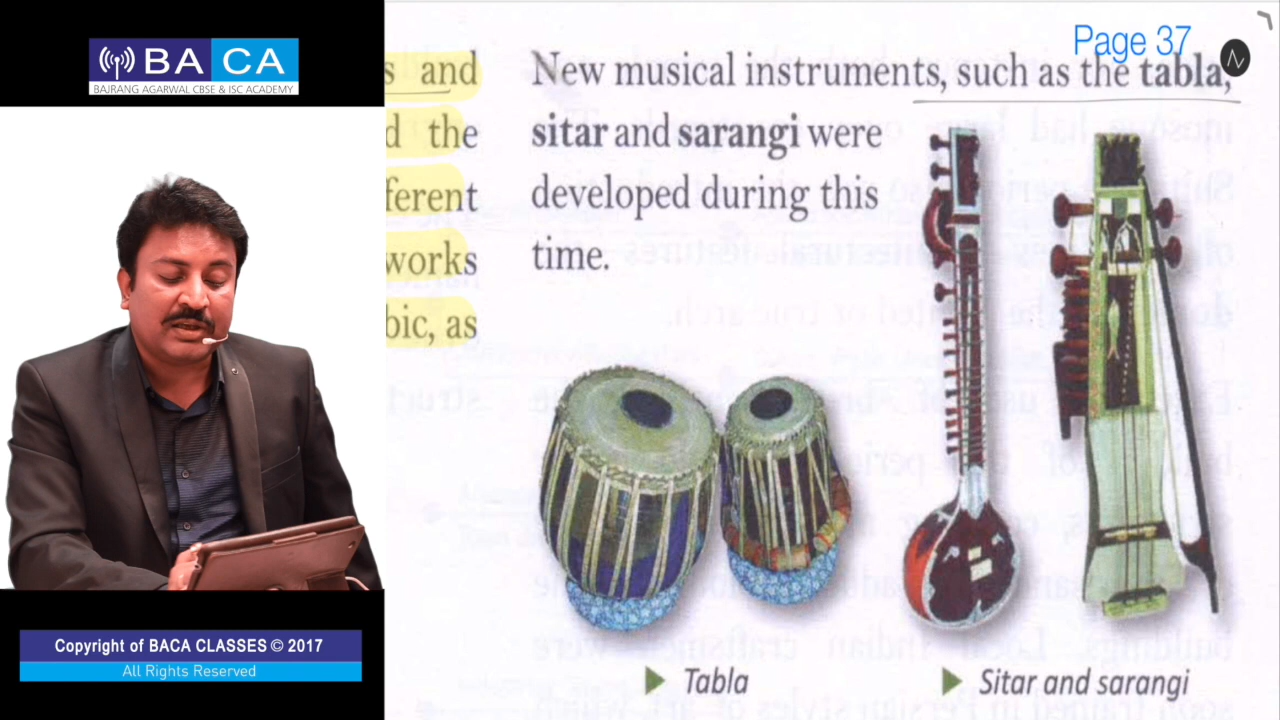 BA CA
BAJRANG AGARWAL CBSE & ISC ACADEMY
Copyright of BACA CLASSES © 2017
All Rights Reserved
Page 37
s and
d the
ferent
works
bic, as
New musical instruments, such as the tabla,
sitar and sarangi were
developed during this
time.
Tabla
Sitar and sarangi